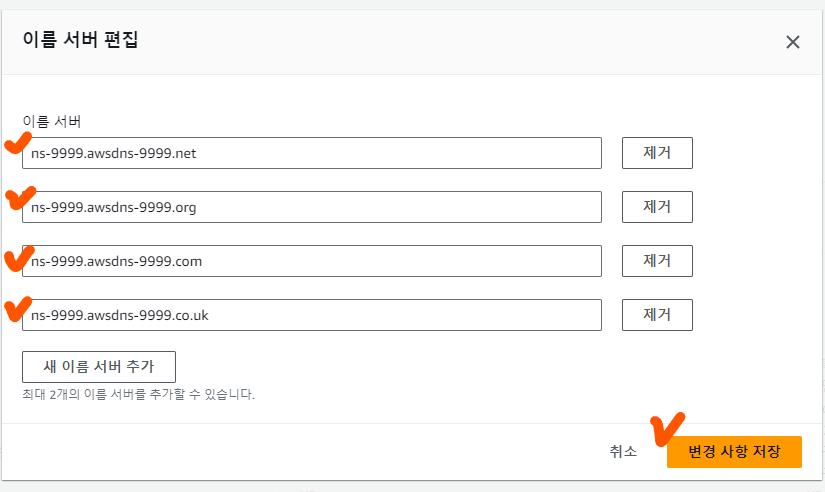 이름 서버 편집
이름 서버
ns-9999.awsdns-9999.net 제거
ns-9999.awsdns-9999.org 제거
ns-9999.awsdns-9999.com 제거
ns-9999.awsdns-9999.co.uk 제거
새 이름 서버 추가
최대 2개의 이름 서버를 추가할 수 있습니다.
취소 변경 사항 저장